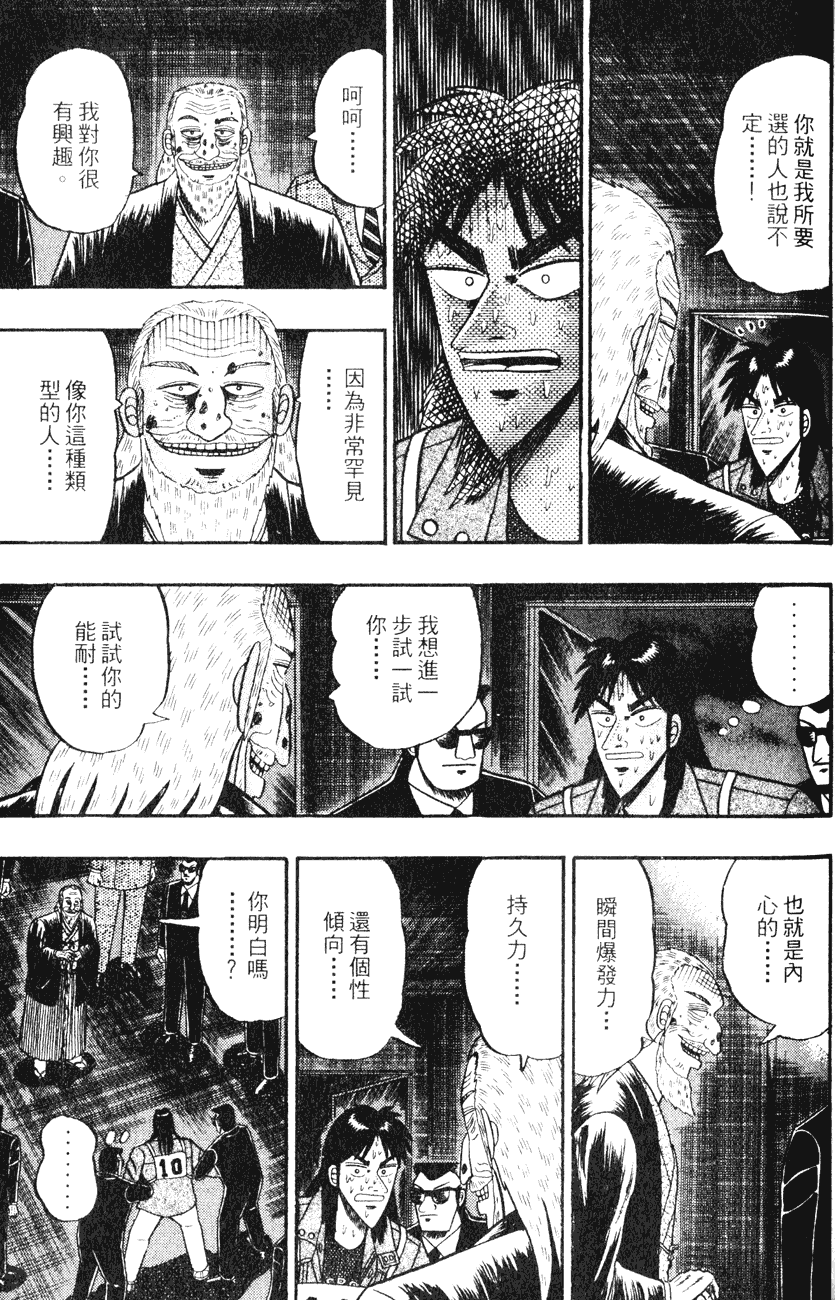 你就是我所要
選的人也說不
定……！
呵呵……
我對你很
有興趣。
因為非常罕見
……
像你這種類
型的人……
……
我想進一
步試一試
你……
試試你的
能耐……
也就是內
心的……
瞬間爆發力…
持久力……
還有個性
傾向……
你明白嗎
……？
……
10